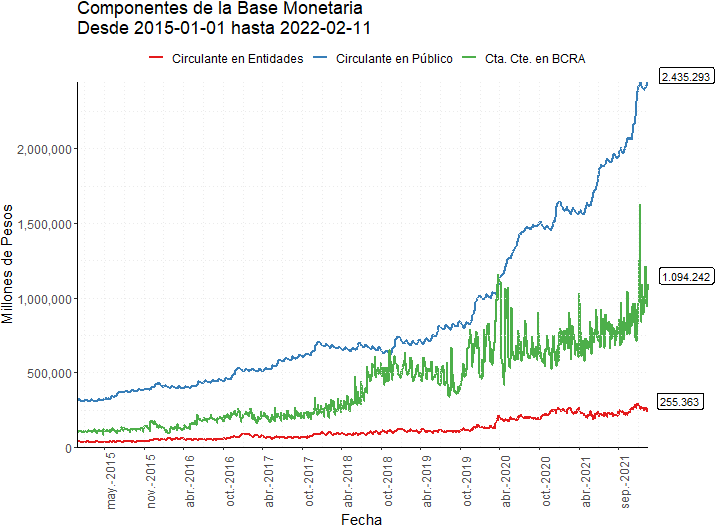 Componentes de la Base Monetaria
Desde 2015-01-01 hasta 2022-02-11
Circulante en Entidades Circulante en Público Cta. Cte. en BCRA
2.435.293
2,000,000
1,500,000
1.094.242
1,000,000
500,000
255.363
0
Millones de Pesos
may.-2015
nov.-2015
abr.-2016
oct.-2016
abr.-2017
oct.-2017
abr.-2018
oct.-2018
abr.-2019
oct.-2019
abr.-2020
oct.-2020
abr.-2021
sep.-2021
Fecha